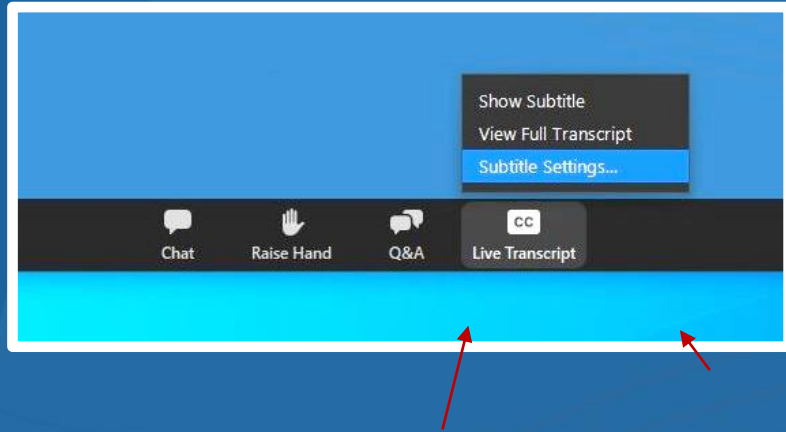 Show Subtitle
View Full Transcript
Subtitle Settings...
CC
Chat
Raise Hand
Q&A
Live Transcript